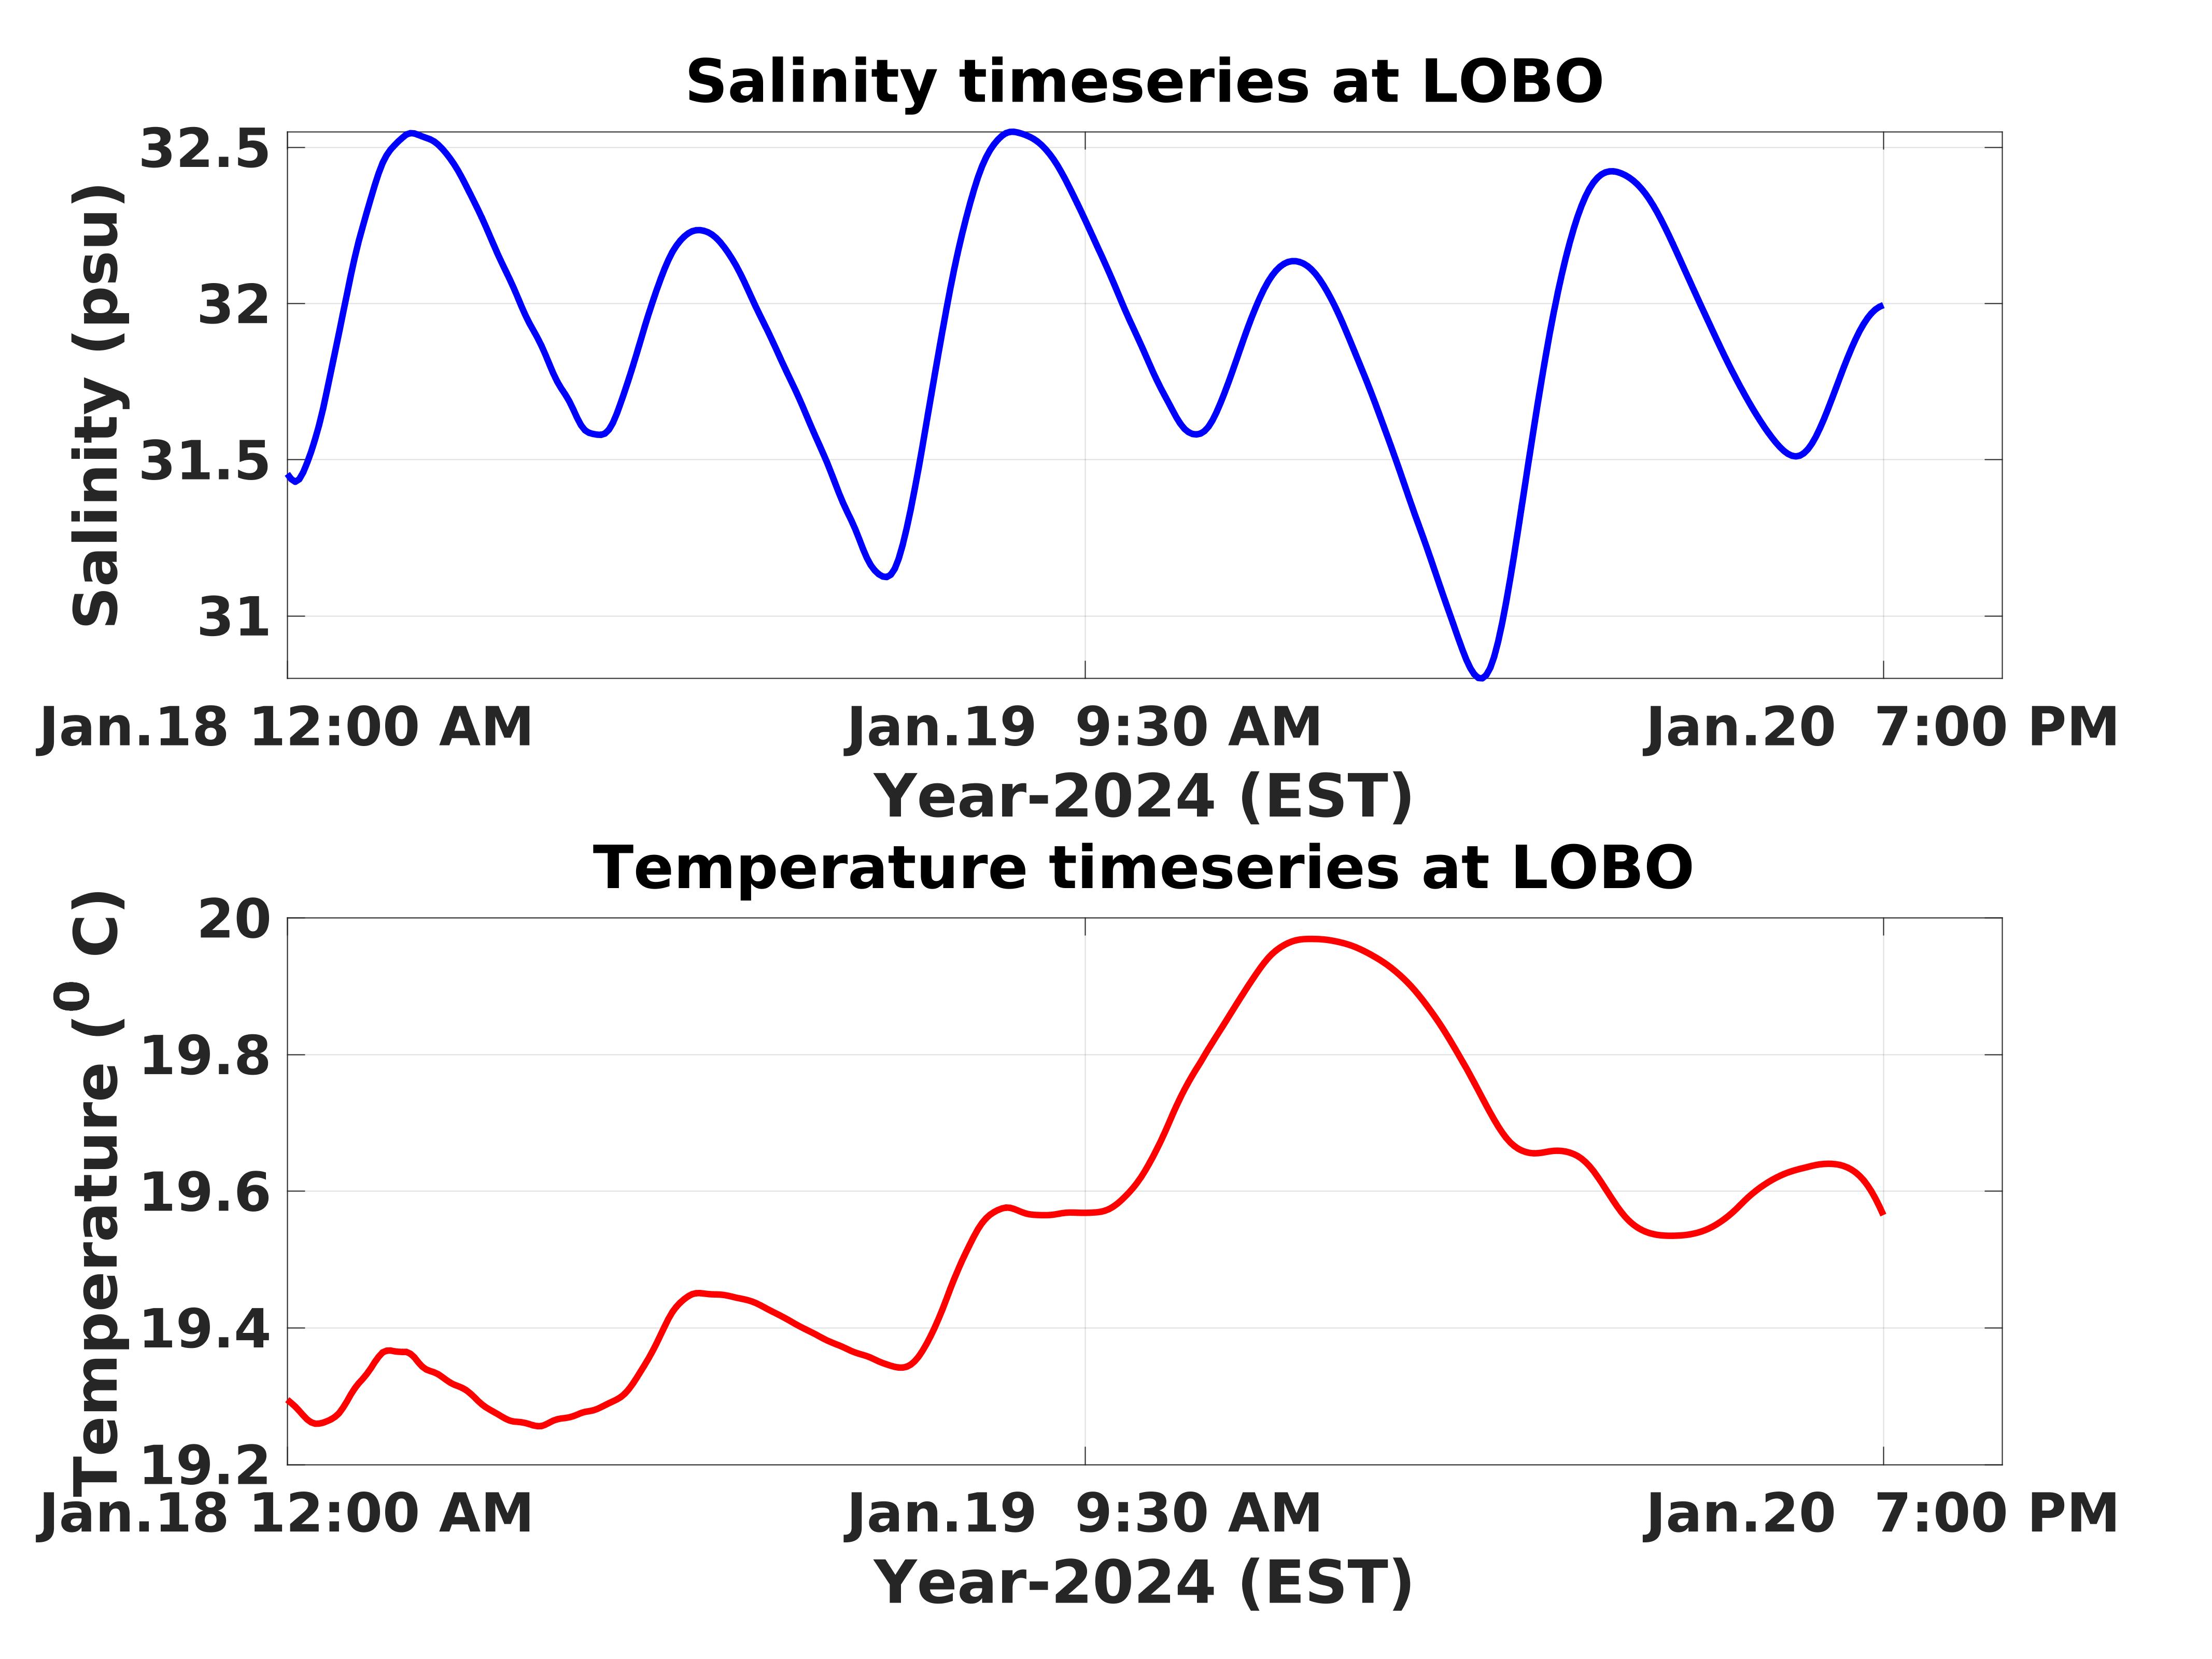 Salinity timeseries at LOBO
Salinity (psu)
32.5
32
31.5
31
Jan.18 12:00 AM Jan.19  9:30 AM Jan.20  7:00 PM
Year-2024 (EST)
Temperature timeseries at LOBO
Temperature (⁰ C)
20
19.8
19.6
19.4
19.2
Jan.18 12:00 AM Jan.19  9:30 AM Jan.20  7:00 PM
Year-2024 (EST)